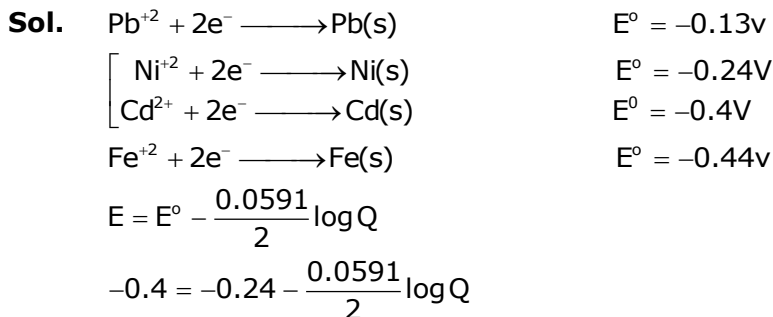 Sol. Pb⁺² + 2e⁻ ⟶ Pb(s) E° = −0.13v
Ni⁺² + 2e⁻ ⟶ Ni(s) E° = −0.24V
Cd²⁺ + 2e⁻ ⟶ Cd(s) E⁰ = −0.4V
Fe⁺² + 2e⁻ ⟶ Fe(s) E° = −0.44v
E = E° − 0.0591/2 log Q
−0.4 = −0.24 − 0.0591/2 log Q